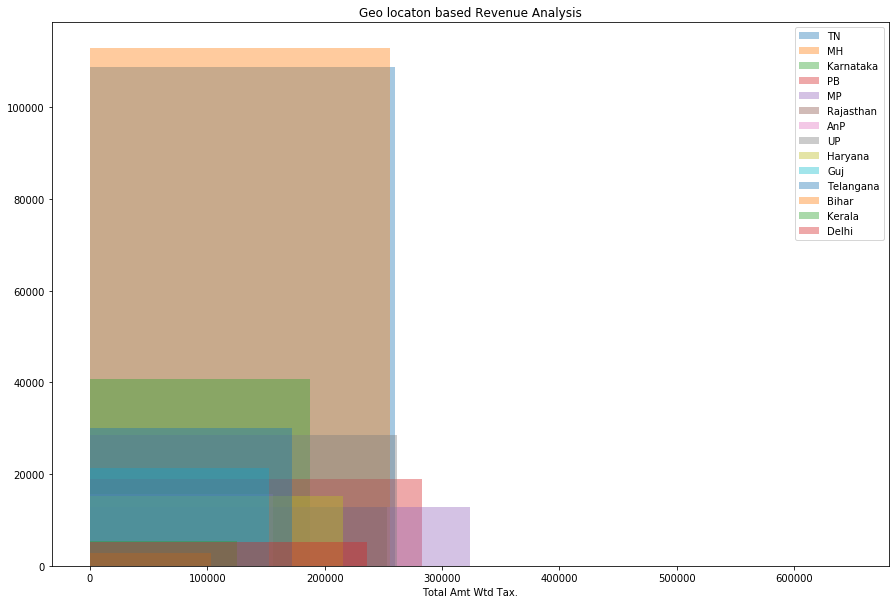 Geo locaton based Revenue Analysis
TN
MH
Karnataka
PB
MP
Rajasthan
AnP
UP
Haryana
Guj
Telangana
Bihar
Kerala
Delhi
100000
80000
60000
40000
20000
0
0 100000 200000 300000 400000 500000 600000
Total Amt Wtd Tax.